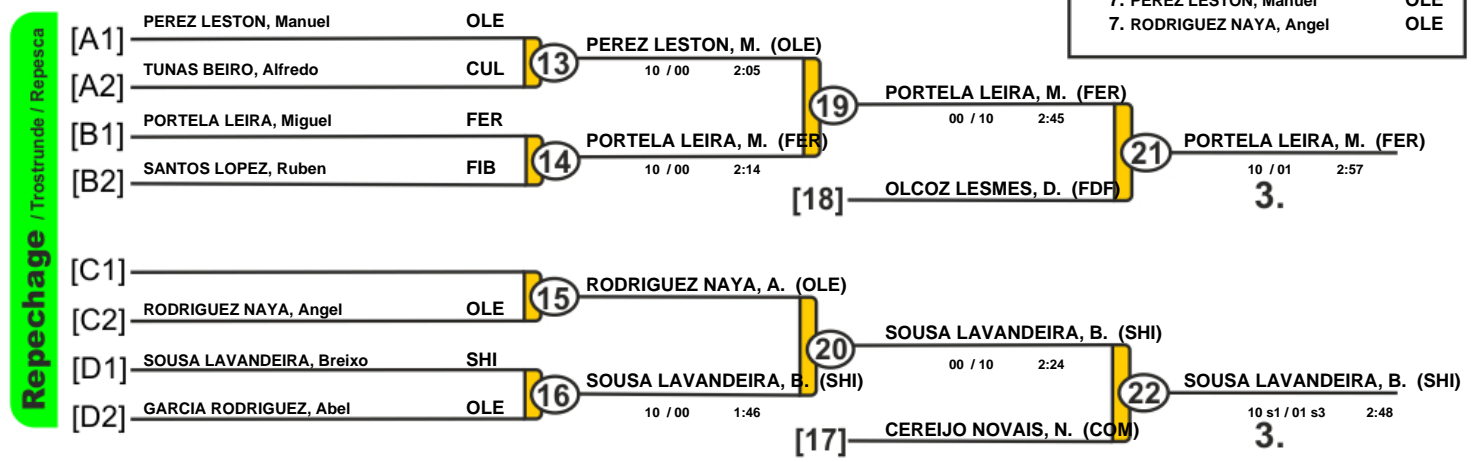 7. PEREZ LESTON, Manuel OLE
7. RODRIGUEZ NAYA, Angel OLE
Repechage / Trostrunde / Repesca
[A1] PEREZ LESTON, Manuel OLE
[A2] TUNAS BEIRO, Alfredo CUL
13
PEREZ LESTON, M. (OLE)
10 / 00 2:05
[B1] PORTELA LEIRA, Miguel FER
[B2] SANTOS LOPEZ, Ruben FIB
14
PORTELA LEIRA, M. (FER)
10 / 00 2:14
19
PORTELA LEIRA, M. (FER)
00 / 10 2:45
[18] OLCOZ LESMES, D. (FDF)
21
PORTELA LEIRA, M. (FER)
10 / 01 2:57
3.
[C1]
[C2] RODRIGUEZ NAYA, Angel OLE
15
RODRIGUEZ NAYA, A. (OLE)
[D1] SOUSA LAVANDEIRA, Breixo SHI
[D2] GARCIA RODRIGUEZ, Abel OLE
16
SOUSA LAVANDEIRA, B. (SHI)
10 / 00 1:46
20
SOUSA LAVANDEIRA, B. (SHI)
00 / 10 2:24
[17] CEREIJO NOVAIS, N. (COM)
22
SOUSA LAVANDEIRA, B. (SHI)
10 s1 / 01 s3 2:48
3.